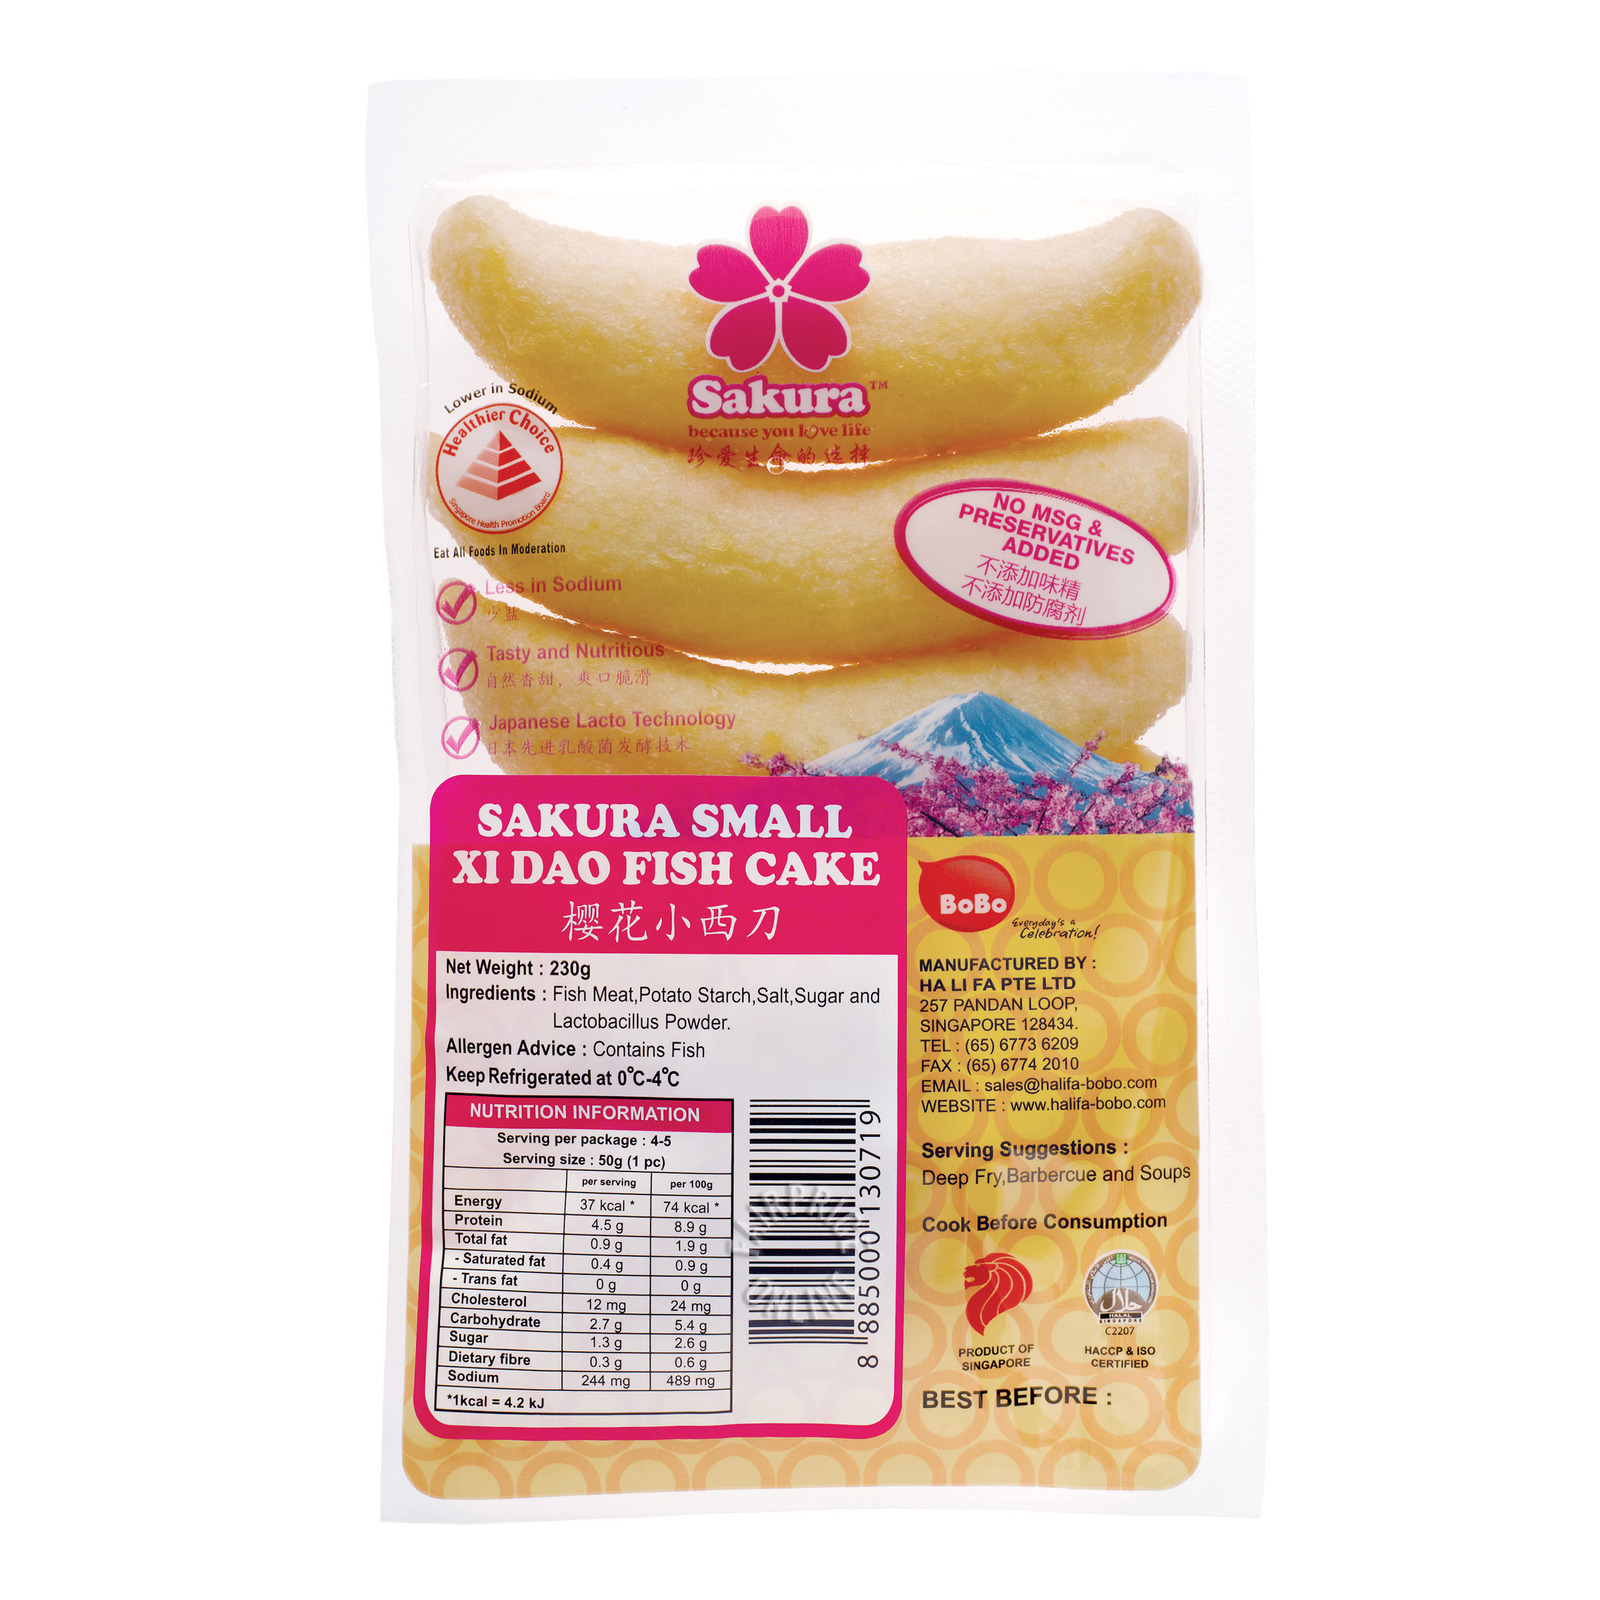 Sakura™
because you love life
珍爱生命的选择
Lower in Sodium
Healthier Choice
Singapore Health Promotion Board
Eat All Foods In Moderation
NO MSG &
PRESERVATIVES
ADDED
不添加味精
不添加防腐剂
Less in Sodium
少盐
Tasty and Nutritious
自然香甜, 爽口脆滑
Japanese Lacto Technology
日本先进乳酸菌发酵技术
SAKURA SMALL
XI DAO FISH CAKE
樱花小西刀
Net Weight : 230g
Ingredients : Fish Meat,Potato Starch,Salt,Sugar and
Lactobacillus Powder.
Allergen Advice : Contains Fish
Keep Refrigerated at 0°C-4°C
NUTRITION INFORMATION
Serving per package : 4-5
Serving size : 50g (1 pc)
per serving per 100g
Energy 37 kcal * 74 kcal *
Protein 4.5 g 8.9 g
Total fat 0.9 g 1.9 g
- Saturated fat 0.4 g 0.9 g
- Trans fat 0 g 0 g
Cholesterol 12 mg 24 mg
Carbohydrate 2.7 g 5.4 g
Sugar 1.3 g 2.6 g
Dietary fibre 0.3 g 0.6 g
Sodium 244 mg 489 mg
*1kcal = 4.2 kJ
8 885000 130719
FAIRPRICE
ONLINE
BoBo
Everyday's a
Celebration!
MANUFACTURED BY :
HA LI FA PTE LTD
257 PANDAN LOOP,
SINGAPORE 128434.
TEL : (65) 6773 6209
FAX : (65) 6774 2010
EMAIL : sales@halifa-bobo.com
WEBSITE : www.halifa-bobo.com
Serving Suggestions :
Deep Fry,Barbercue and Soups
Cook Before Consumption
PRODUCT OF
SINGAPORE
حلال
HALAL
SINGAPORE
C2207
HACCP & ISO
CERTIFIED
BEST BEFORE :